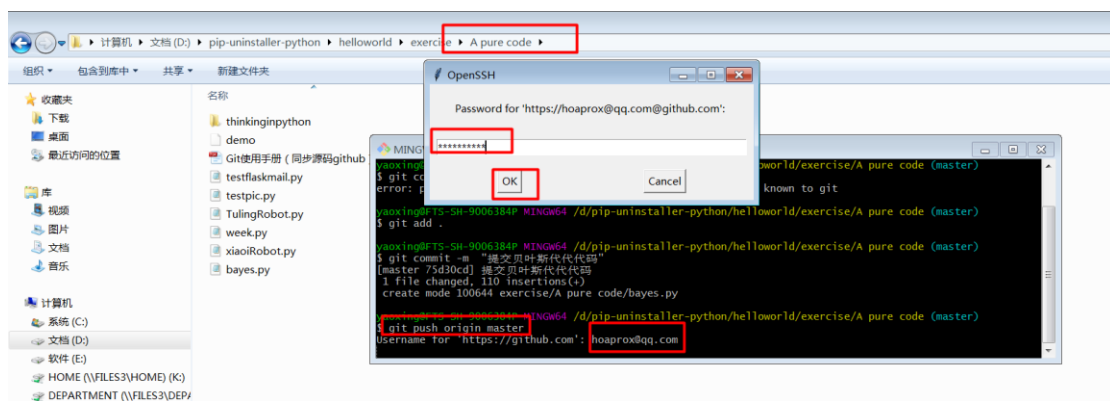 计算机 ▸ 文档 (D:) ▸ pip-uninstaller-python ▸ helloworld ▸ exercise ▸ A pure code ▸
组织 包含到库中 共享 新建文件夹
收藏夹
下载
桌面
最近访问的位置
库
视频
图片
文档
音乐
计算机
系统 (C:)
文档 (D:)
软件 (E:)
HOME (\\FILES3\HOME) (K:)
DEPARTMENT (\\FILES3\DEPA
名称
thinkinginpython
demo
Git使用手册 ( 同步源码github
testflaskmail.py
testpic.py
TulingRobot.py
week.py
xiaoiRobot.py
bayes.py
OpenSSH
Password for 'https://hoaprox@qq.com@github.com':
**********
OK Cancel
MING
yaoxing@ oworld/exercise/A pure code (master)
$ git co
error: p known to git
yaoxing@FTS-SH-9006384P MINGW64 /d/pip-uninstaller-python/helloworld/exercise/A pure code (master)
$ git add .
yaoxing@FTS-SH-9006384P MINGW64 /d/pip-uninstaller-python/helloworld/exercise/A pure code (master)
$ git commit -m "提交贝叶斯代代代码"
[master 75d30cd] 提交贝叶斯代代代码
1 file changed, 110 insertions(+)
create mode 100644 exercise/A pure code/bayes.py
yaoxing@FTS-SH-9006384P MINGW64 /d/pip-uninstaller-python/helloworld/exercise/A pure code (master)
$ git push origin master
Username for 'https://github.com': hoaprox@qq.com